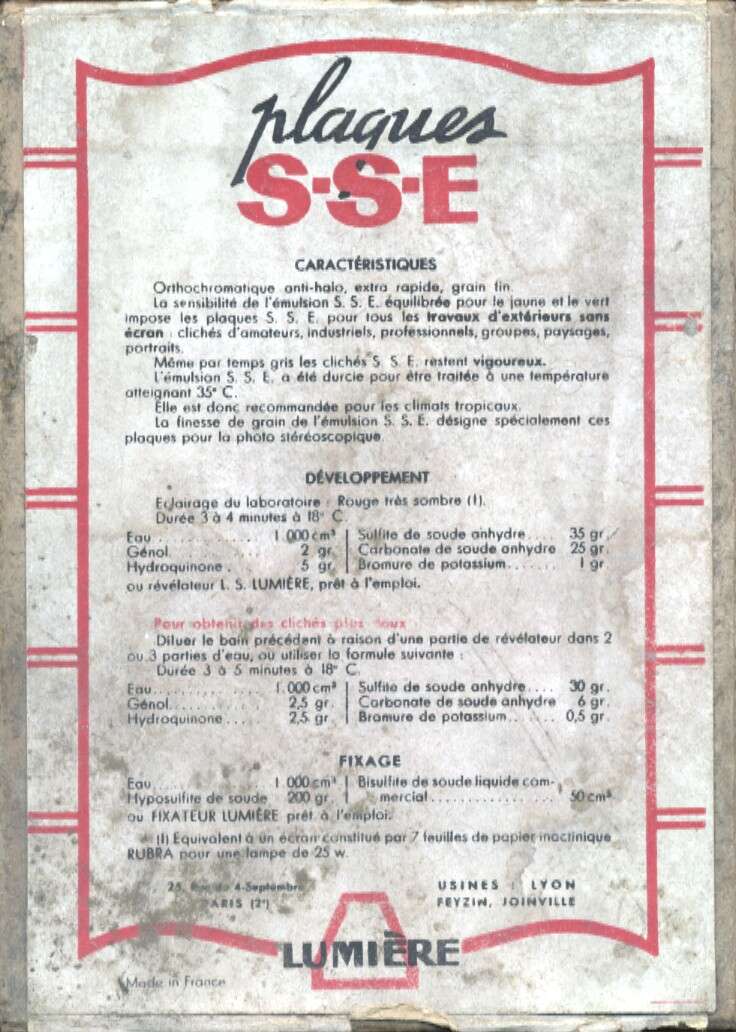 plaques
S·S·E
CARACTÉRISTIQUES
Orthochromatique anti-halo, extra rapide, grain fin.
La sensibilité de l'émulsion S. S. E. équilibrée pour le jaune et le vert
impose les plaques S. S. E. pour tous les travaux d'extérieurs sans
écran : clichés d'amateurs, industriels, professionnels, groupes, paysages,
portraits.
Même par temps gris les clichés S. S. E. restent vigoureux.
L'émulsion S. S. E. a été durcie pour être traitée à une température
atteignant 35° C.
Elle est donc recommandée pour les climats tropicaux.
La finesse de grain de l'émulsion S. S. E. désigne spécialement ces
plaques pour la photo stéréoscopique.
DÉVELOPPEMENT
Eclairage du laboratoire : Rouge très sombre (1).
Durée 3 à 4 minutes à 18° C.
Eau ............ 1.000 cm³ | Sulfite de soude anhydre.... 35 gr.
Génol.......... 2 gr. | Carbonate de soude anhydre 25 gr.
Hydroquinone . 5 gr. | Bromure de potassium....... 1 gr.
ou révélateur L. S. LUMIÈRE, prêt à l'emploi.
Pour obtenir des clichés plus doux :
Diluer le bain précédent à raison d'une partie de révélateur dans 2
ou 3 parties d'eau, ou utiliser la formule suivante :
Durée 3 à 5 minutes à 18° C.
Eau............ 1.000 cm³ | Sulfite de soude anhydre.... 30 gr.
Génol.......... 2,5 gr. | Carbonate de soude anhydre 6 gr.
Hydroquinone..... 2,5 gr. | Bromure de potassium....... 0,5 gr.
FIXAGE
Eau...... 1.000 cm³ | Bisulfite de soude liquide com-
Hyposulfite de soude 200 gr. | mercial................ 50 cm³
ou FIXATEUR LUMIÈRE prêt à l'emploi.
(1) Equivalent à un écran constitué par 7 feuilles de papier inactinique
RUBRA pour une lampe de 25 w.
25, Rue du 4-Septembre
PARIS (2ᵉ)
USINES : LYON
FEYZIN, JOINVILLE
LUMIÈRE
Made in France